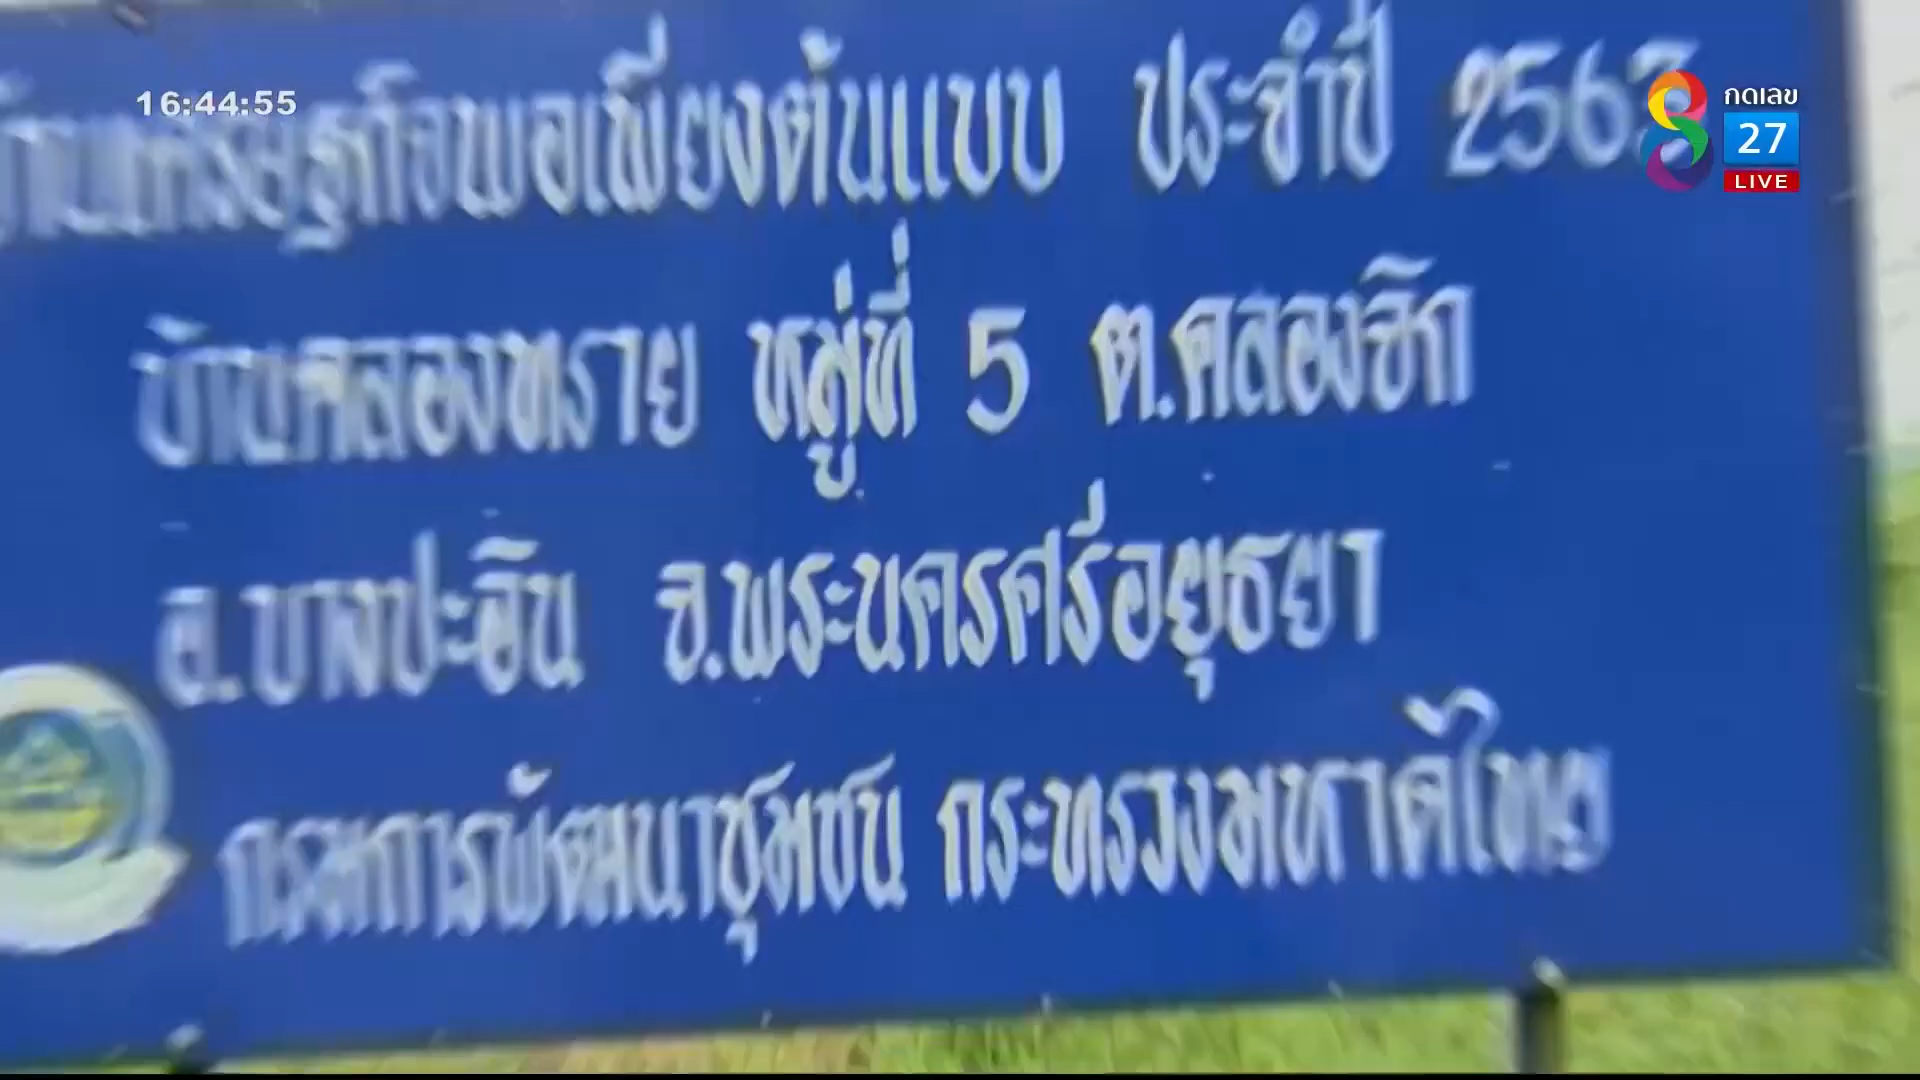 16:44:55
กดเลข
27
LIVE
บ้านเศรษฐกิจพอเพียงต้นแบบ ประจำปี 2563
บ้านคลองทราย หมู่ที่ 5 ต.คลองจิก
อ.บางปะอิน จ.พระนครศรีอยุธยา
กรมการพัฒนาชุมชน กระทรวงมหาดไทย